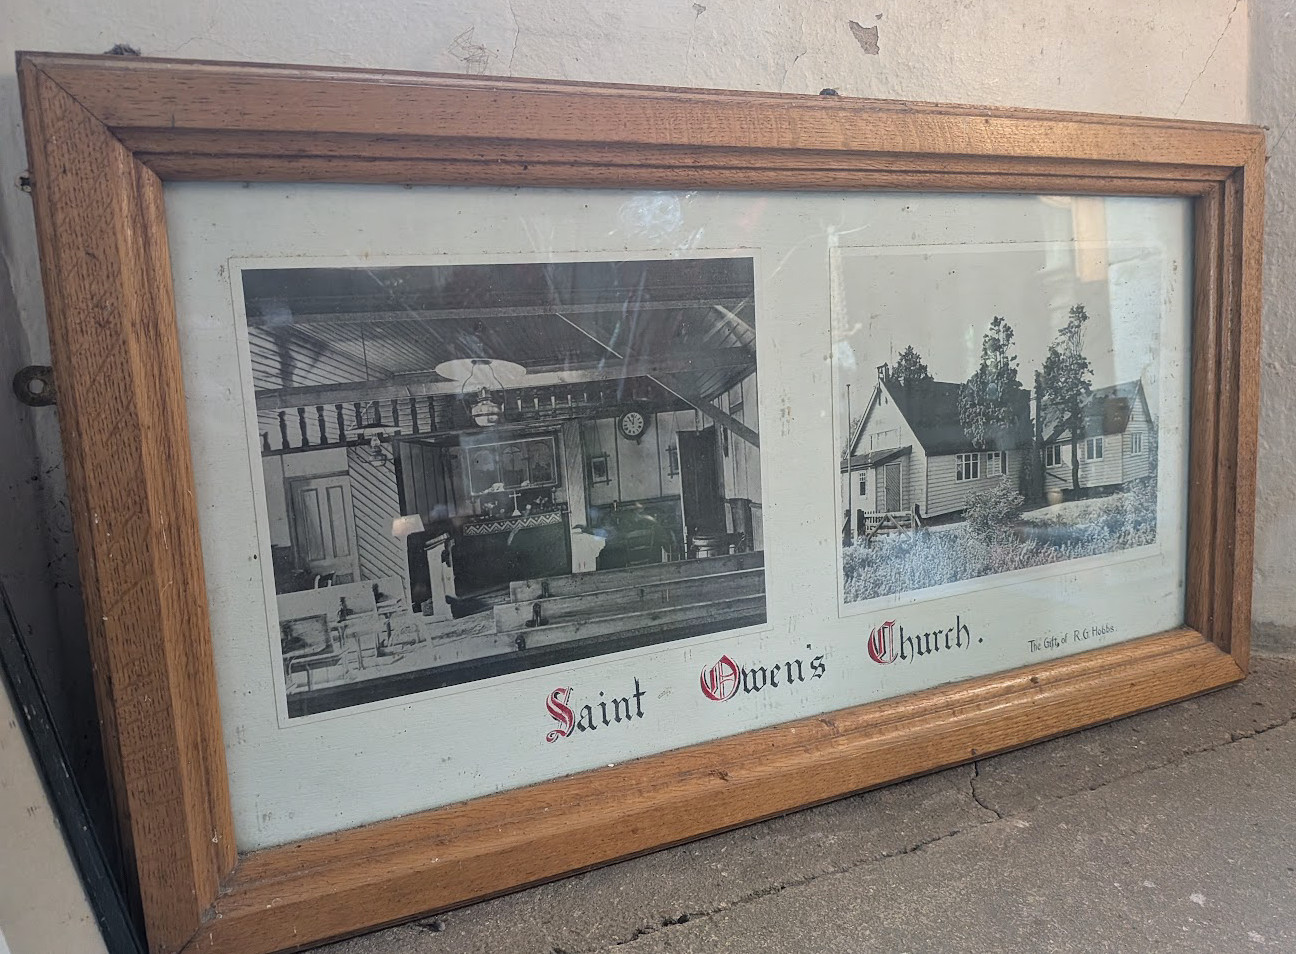 Saint Owen's Church.
The Gift of R.G. Hobbs.